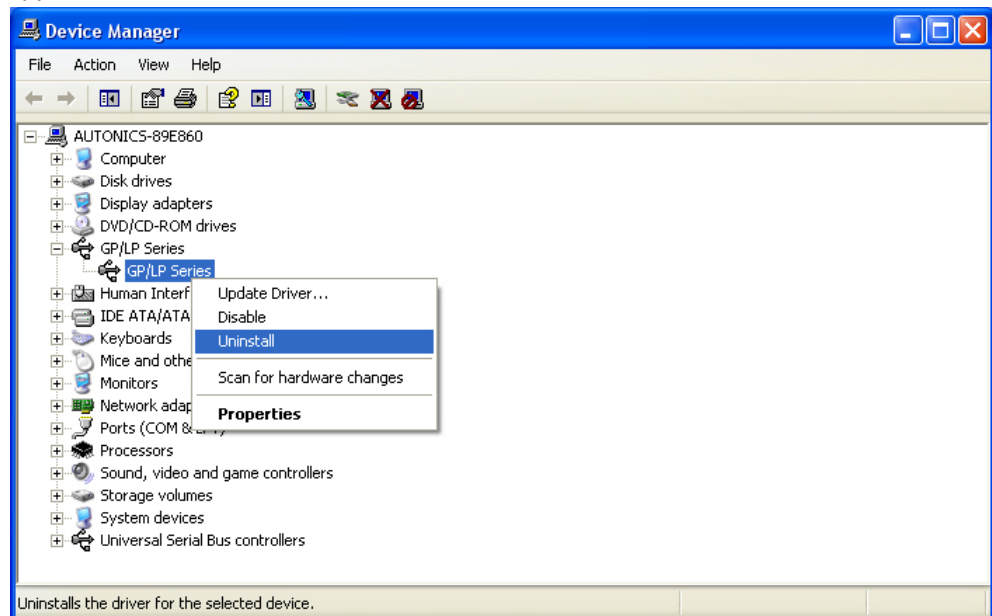 Device Manager
File Action View Help
AUTONICS-89E860
Computer
Disk drives
Display adapters
DVD/CD-ROM drives
GP/LP Series
GP/LP Series
Human Interf
Update Driver...
IDE ATA/ATA
Disable
Keyboards
Uninstall
Mice and othe
Monitors
Scan for hardware changes
Network adap
Properties
Ports (COM &
Processors
Sound, video and game controllers
Storage volumes
System devices
Universal Serial Bus controllers
Uninstalls the driver for the selected device.